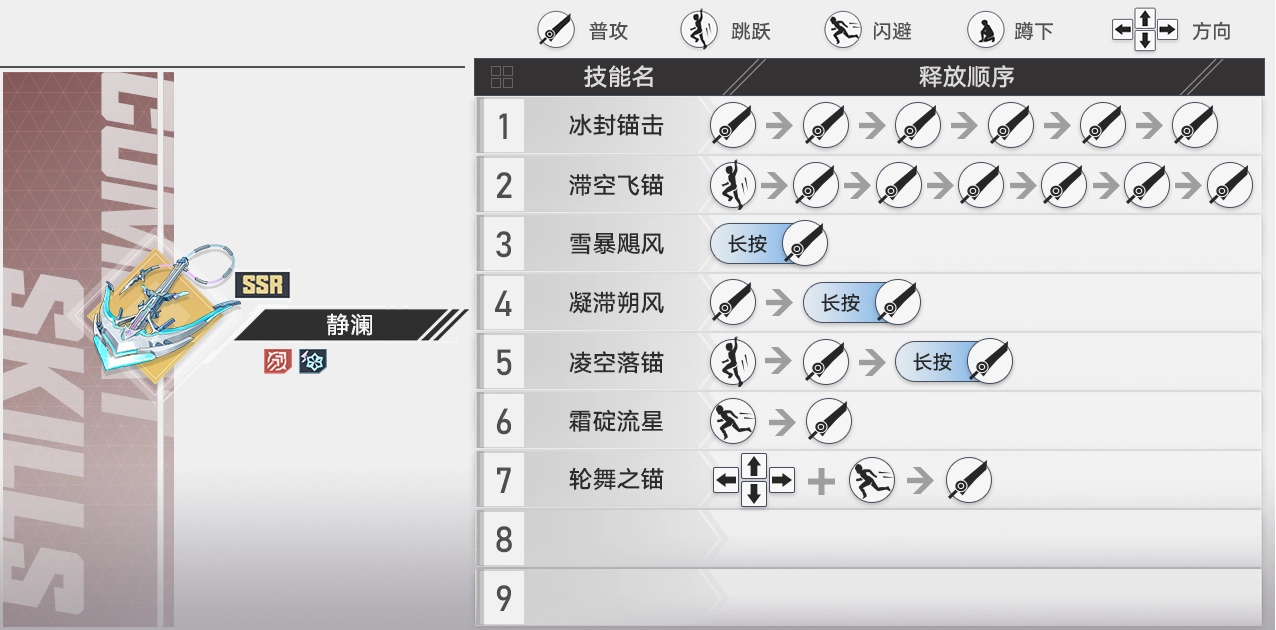 普攻 跳跃 闪避 蹲下 方向
技能名 释放顺序
1 冰封锚击
2 滞空飞锚
3 雪暴飓风 长按
4 凝滞朔风 长按
5 凌空落锚 长按
6 霜碇流星
7 轮舞之锚
8
9
COMBI
SKILLS
SSR
静澜